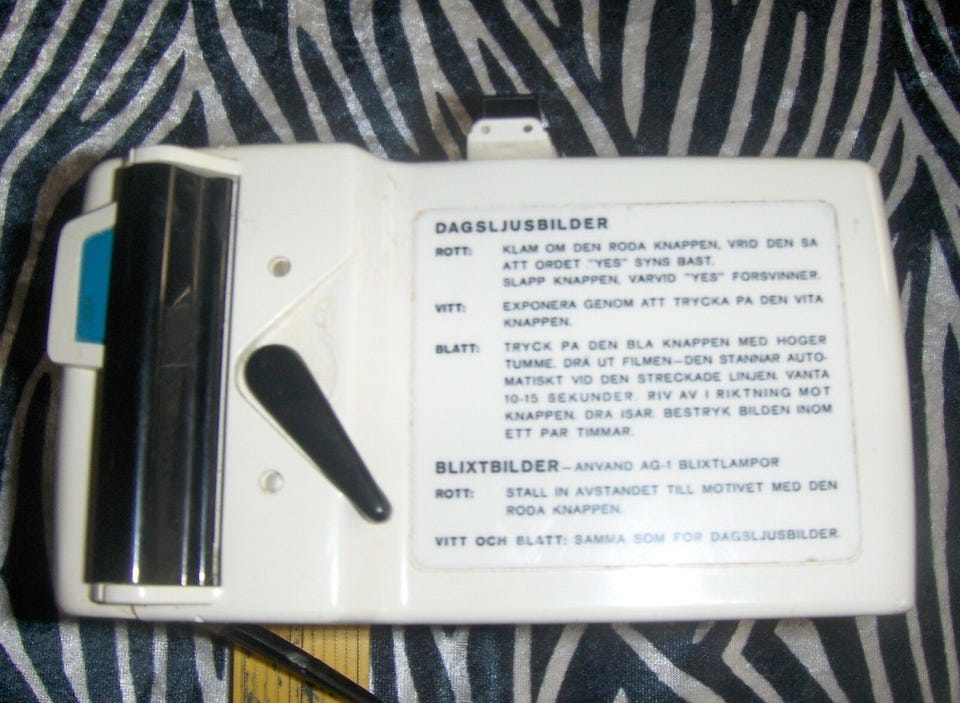 DAGSLJUSBILDER
ROTT: KLAM OM DEN RODA KNAPPEN, VRID DEN SA
ATT ORDET "YES" SYNS BAST.
SLAPP KNAPPEN, VARVID "YES" FORSVINNER.
VITT: EXPONERA GENOM ATT TRYCKA PA DEN VITA
KNAPPEN.
BLATT: TRYCK PA DEN BLA KNAPPEN MED HOGER
TUMME. DRA UT FILMEN—DEN STANNAR AUTO-
MATISKT VID DEN STRECKADE LINJEN. VANTA
10-15 SEKUNDER. RIV AV I RIKTNING MOT
KNAPPEN. DRA ISAR. BESTRYK BILDEN INOM
ETT PAR TIMMAR.
BLIXTBILDER—ANVAND AG-1 BLIXTLAMPOR
ROTT: STALL IN AVSTANDET TILL MOTIVET MED DEN
RODA KNAPPEN.
VITT OCH BLATT: SAMMA SOM FOR DAGSLJUSBILDER.